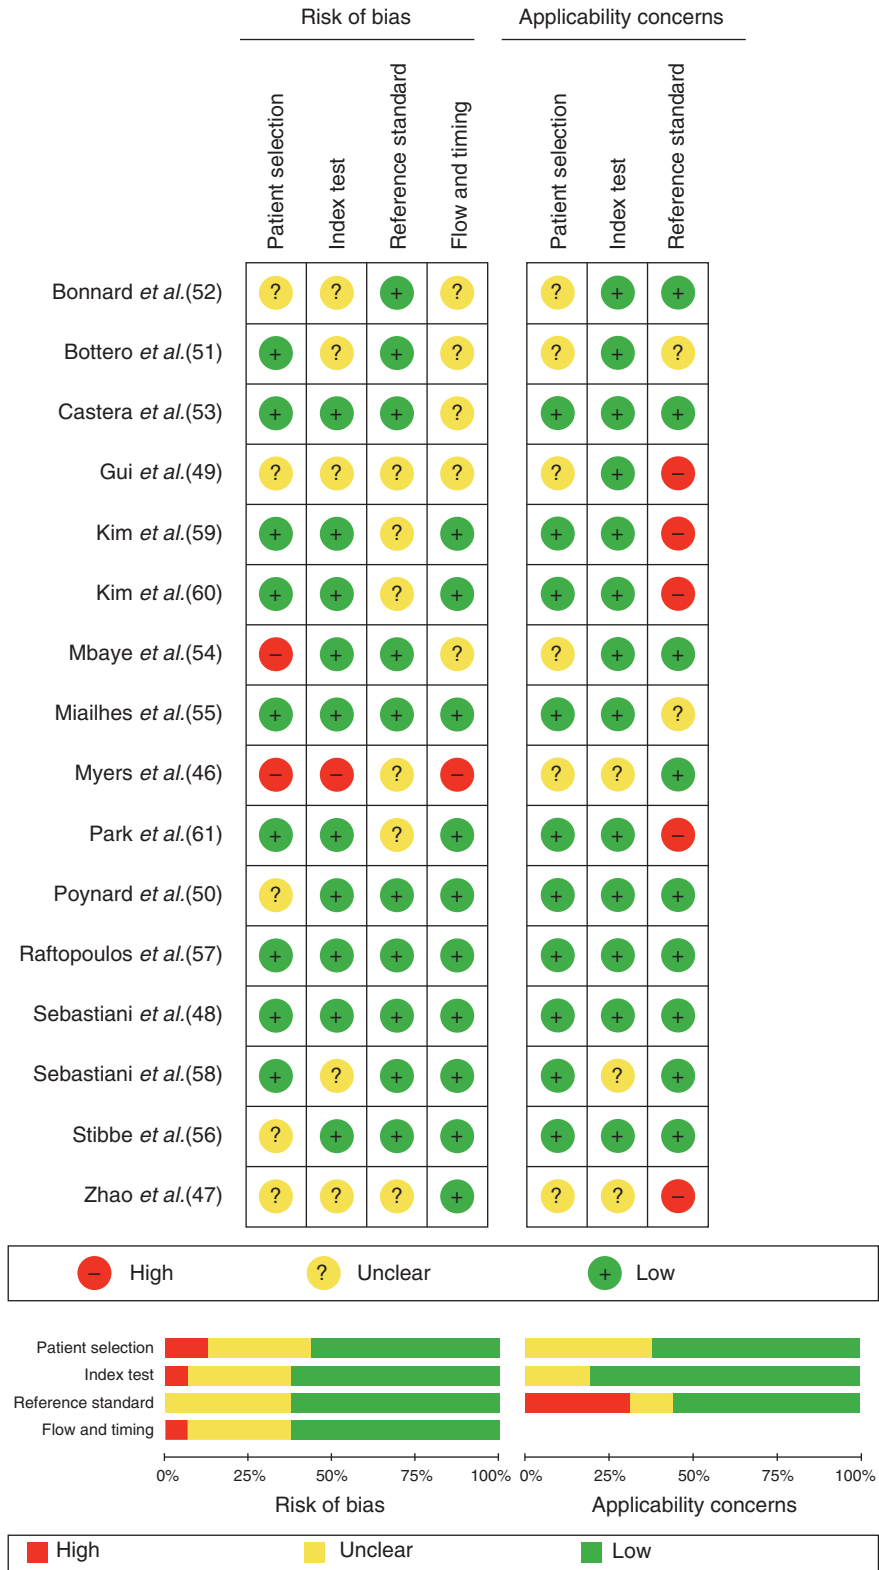 Risk of bias Applicability concerns
Patient selection Index test Reference standard Flow and timing Patient selection Index test Reference standard
Bonnard et al.(52) ? ? + ? ? + +
Bottero et al.(51) + ? + ? ? + ?
Castera et al.(53) + + + ? + + +
Gui et al.(49) ? ? ? ? ? + −
Kim et al.(59) + + ? + + + −
Kim et al.(60) + + ? + + + −
Mbaye et al.(54) − + + ? ? + +
Miailhes et al.(55) + + + + + + ?
Myers et al.(46) − − ? − ? ? +
Park et al.(61) + + ? + + + −
Poynard et al.(50) ? + + + + + +
Raftopoulos et al.(57) + + + + + + +
Sebastiani et al.(48) + + + + + + +
Sebastiani et al.(58) + ? + + + ? +
Stibbe et al.(56) ? + + + + + +
Zhao et al.(47) ? ? ? + ? ? −
− High ? Unclear + Low
Patient selection
Index test
Reference standard
Flow and timing
0% 25% 50% 75% 100% 0% 25% 50% 75% 100%
Risk of bias Applicability concerns
High Unclear Low